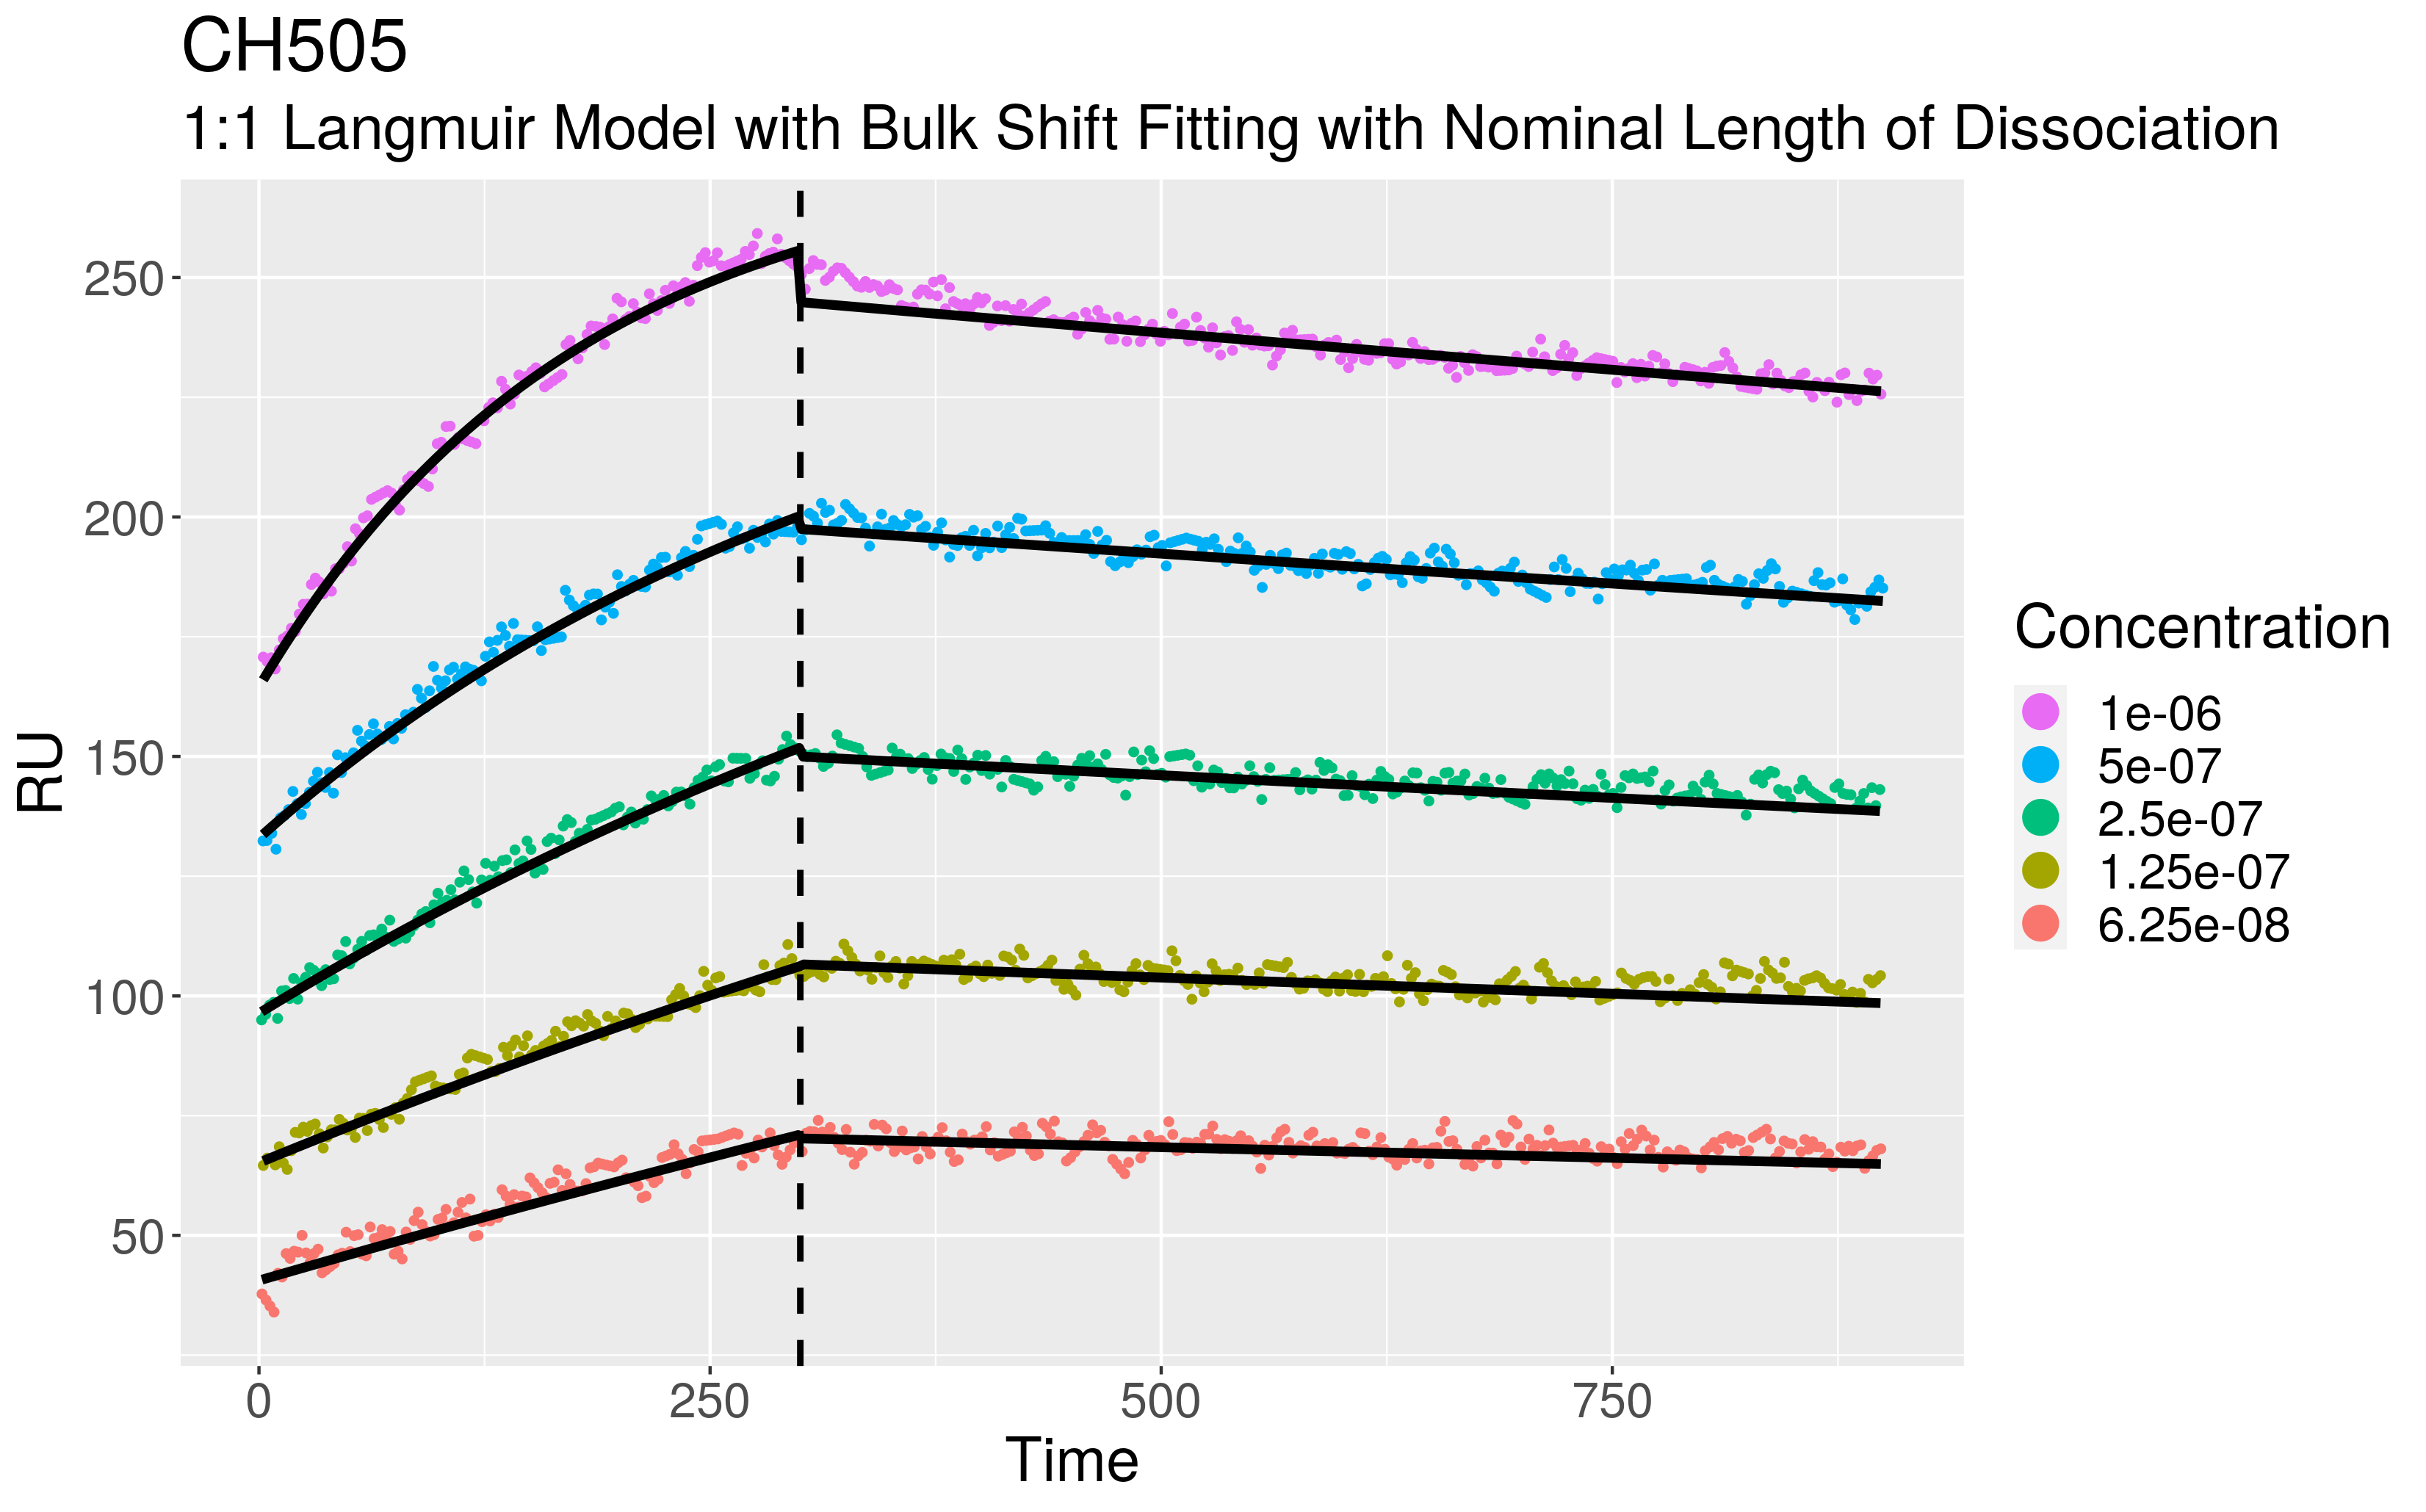 CH505
1:1 Langmuir Model with Bulk Shift Fitting with Nominal Length of Dissociation
250
200
150
100
50
RU
0 250 500 750
Time
Concentration
1e-06
5e-07
2.5e-07
1.25e-07
6.25e-08